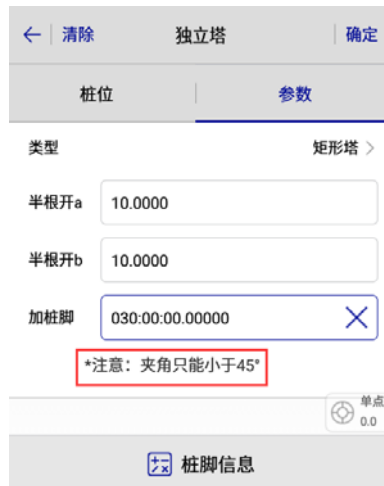 ← 清除 独立塔 确定
桩位 参数
类型 矩形塔 >
半根开a 10.0000
半根开b 10.0000
加桩脚 030:00:00.00000
*注意：夹角只能小于45°
单点
0.0
桩脚信息